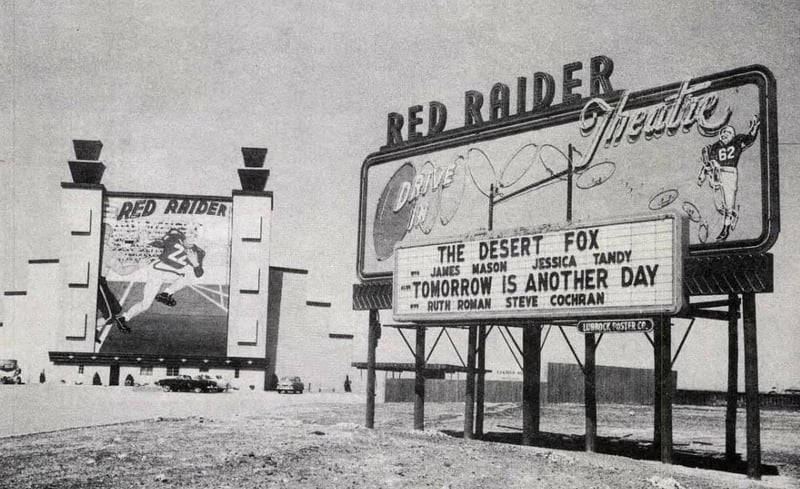 RED RAIDER
Theatre
DRIVE
IN
62
THE DESERT FOX
JAMES MASON JESSICA TANDY
TOMORROW IS ANOTHER DAY
RUTH ROMAN STEVE COCHRAN
LUBBOCK POSTER CO.
RED RAIDER
22